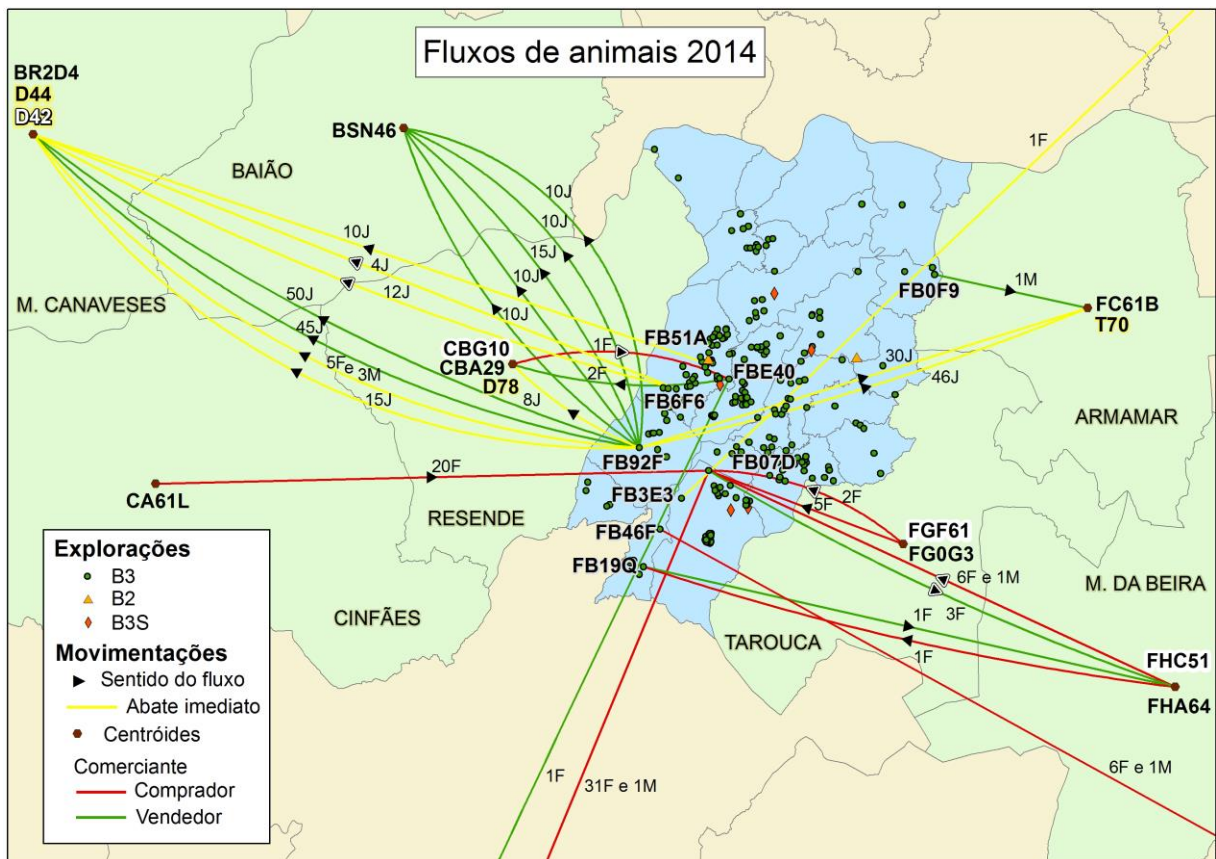 Fluxos de animais 2014
BR2D4
D44
D42
BSN46
BAIÃO
1F
10J
10J
10J
4J
15J
12J
10J
10J
M. CANAVESES
50J
45J
5Fe 3M
15J
CBG10
CBA29
D78
1F
2F
8J
FB51A
FBE40
FB6F6
FB0F9
1M
FC61B
T70
30J
46J
ARMAMAR
FB92F
FB07D
CA61L
20F
FB3E3
2F
5F
RESENDE
FB46F
FGF61
FG0G3
FB19Q
6F e 1M
3F
M. DA BEIRA
CINFÃES
1F
1F
TAROUCA
FHC51
FHA64
1F
31F e 1M
6F e 1M
Explorações
B3
B2
B3S
Movimentações
Sentido do fluxo
Abate imediato
Centróides
Comerciante
Comprador
Vendedor